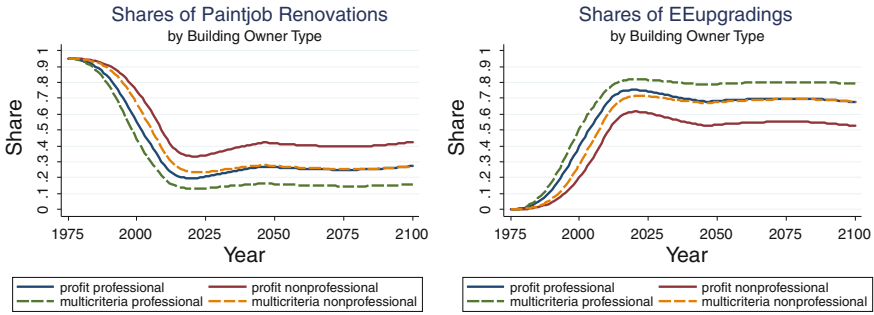 Shares of Paintjob Renovations
by Building Owner Type
Share
0 .1 .2 .3 .4 .5 .6 .7 .8 .9 1
1975 2000 2025 2050 2075 2100
Year
profit professional profit nonprofessional
multicriteria professional multicriteria nonprofessional
Shares of EEupgradings
by Building Owner Type
Share
0 .1 .2 .3 .4 .5 .6 .7 .8 .9 1
1975 2000 2025 2050 2075 2100
Year
profit professional profit nonprofessional
multicriteria professional multicriteria nonprofessional